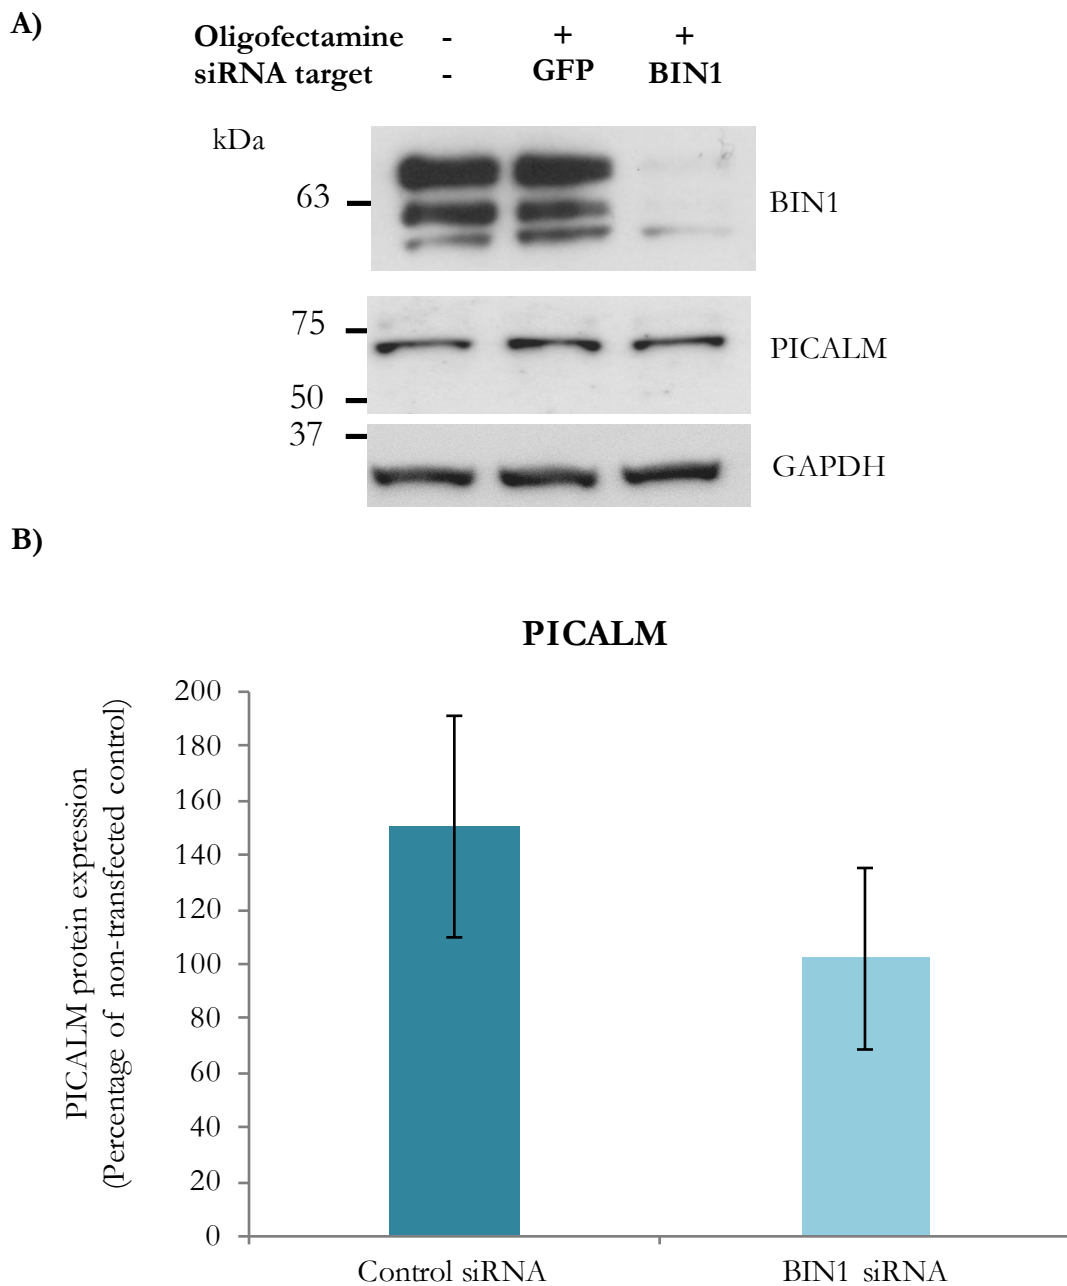 A)
Oligofectamine - + +
siRNA target - GFP BIN1
kDa
63
BIN1
75
PICALM
50
37
GAPDH
B)
PICALM
PICALM protein expression
(Percentage of non-transfected control)
200
180
160
140
120
100
80
60
40
20
0
Control siRNA BIN1 siRNA